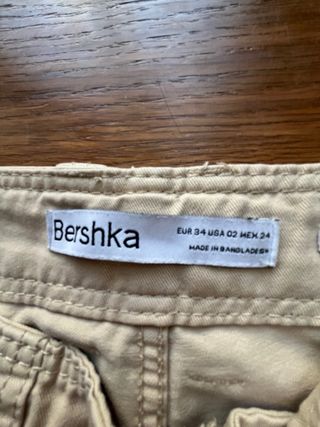 Bershka
EUR 34 USA 02 MEX 24
MADE IN BANGLADESH